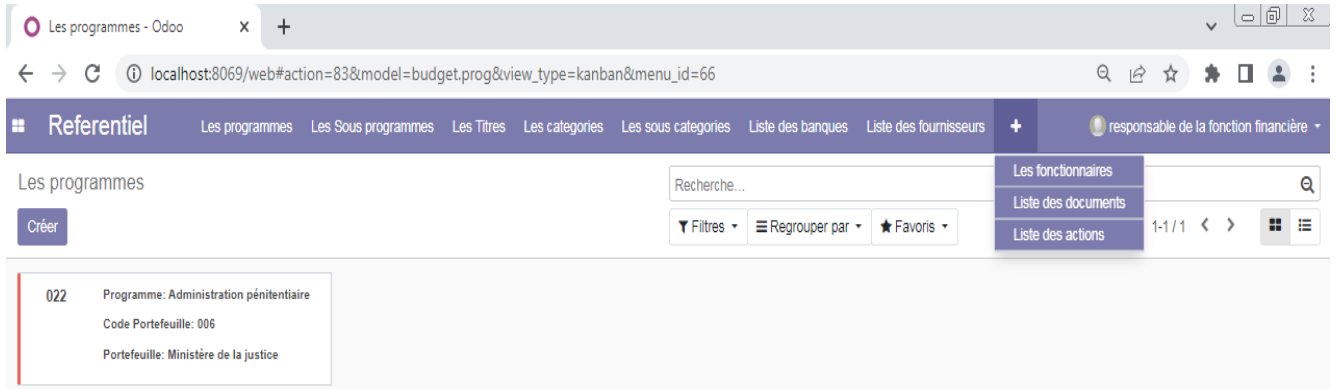 Les programmes - Odoo
localhost:8069/web#action=83&model=budget.prog&view_type=kanban&menu_id=66
Referentiel Les programmes Les Sous programmes Les Titres Les categories Les sous categories Liste des banques Liste des fournisseurs + responsable de la fonction financière
Les programmes
Recherche...
Les fonctionnaires
Créer
Filtres Regrouper par Favoris
Liste des documents
1-1 / 1
Liste des actions
022 Programme: Administration pénitentiaire
Code Portefeuille: 006
Portefeuille: Ministère de la justice